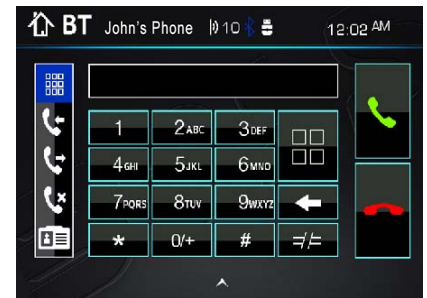 BT John's Phone 10 12:02 AM
1 2ABC 3DEF
4GHI 5JKL 6MNO
7PQRS 8TUV 9WXYZ
* 0/+ #